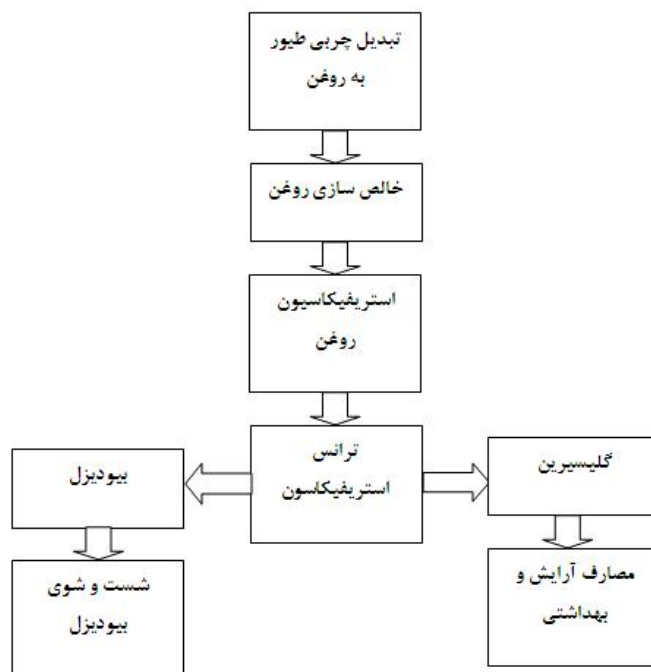 تبدیل چربی طیور
به روغن
خالص سازی روغن
استریفیکاسیون
روغن
ترانس
استریفیکاسون
گلیسیرین
بیودیزل
مصارف آرایش و
بهداشتی
شست و شوی
بیودیزل